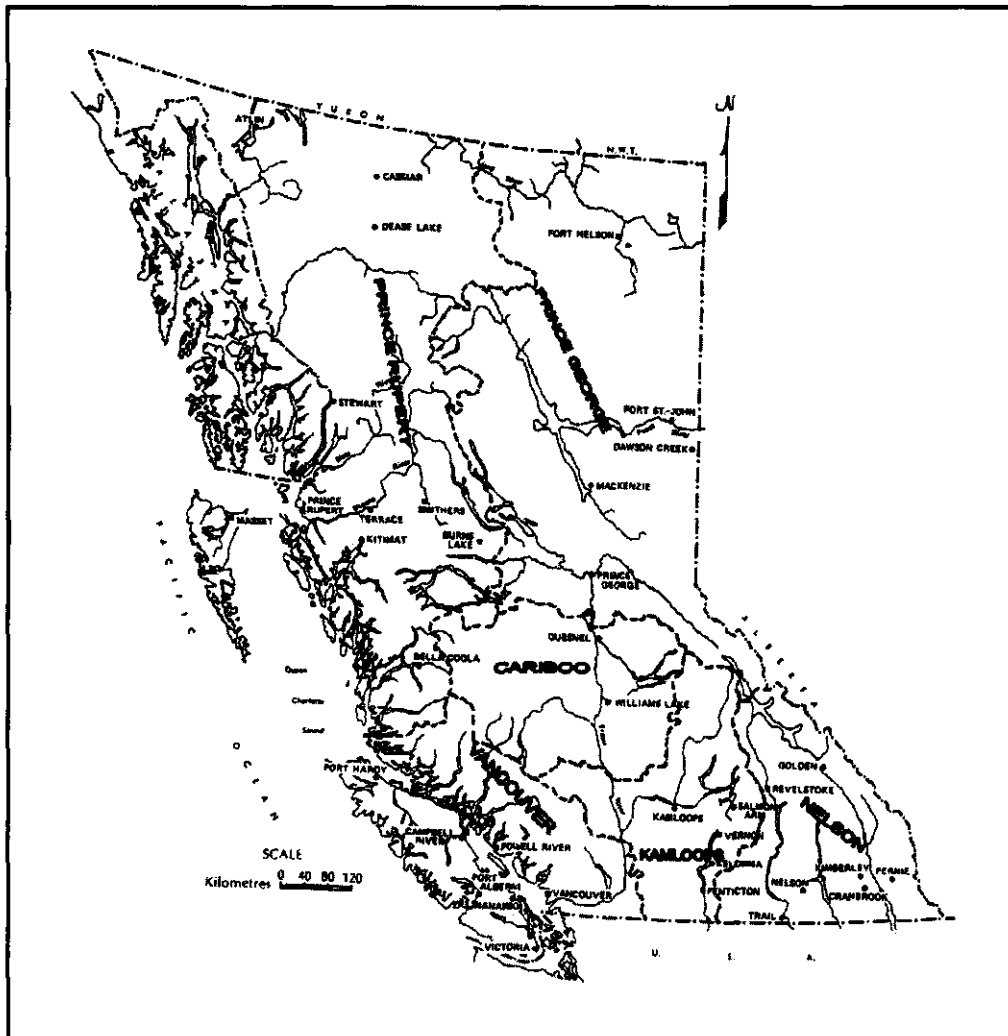 YUKON
N.W.T.
N
ATLIN
CASSIAR
DEASE LAKE
FORT NELSON
PRINCE RUPERT
PRINCE GEORGE
STEWART
FORT ST. JOHN
DAWSON CREEK
MACKENZIE
PRINCE
RUPERT
MASSET
TERRACE
SMITHERS
KITIMAT
BURNS
LAKE
PRINCE
GEORGE
PACIFIC
OCEAN
QUESNEL
BELLA COOLA
CARIBOO
WILLIAMS LAKE
Queen
Charlotte
Sound
PORT HARDY
VANCOUVER
GOLDEN
REVELSTOKE
NELSON
KAMLOOPS
SALMON
ARM
VERNON
CAMPBELL
RIVER
POWELL RIVER
KAMLOOPS
KELOWNA
KIMBERLEY
FERNIE
SCALE
Kilometres 0 40 80 120
PORT
ALBERNI
NANAIMO
VANCOUVER
PENTICTON
NELSON
CRANBROOK
TRAIL
VICTORIA
U. S. A.